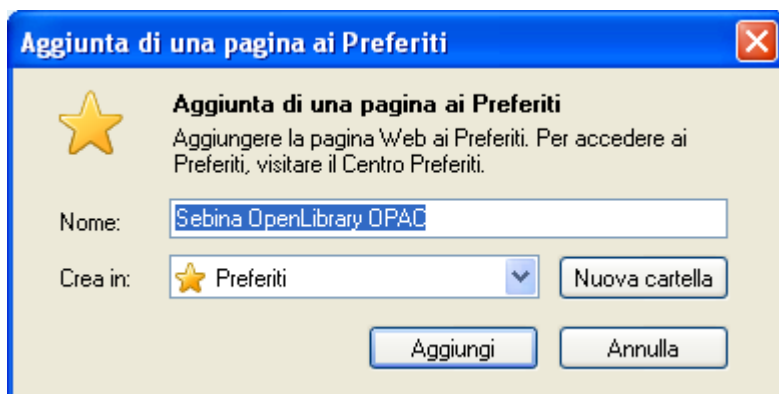 Aggiunta di una pagina ai Preferiti
Aggiunta di una pagina ai Preferiti
Aggiungere la pagina Web ai Preferiti. Per accedere ai
Preferiti, visitare il Centro Preferiti.
Nome: Sebina OpenLibrary OPAC
Crea in: Preferiti Nuova cartella
Aggiungi Annulla